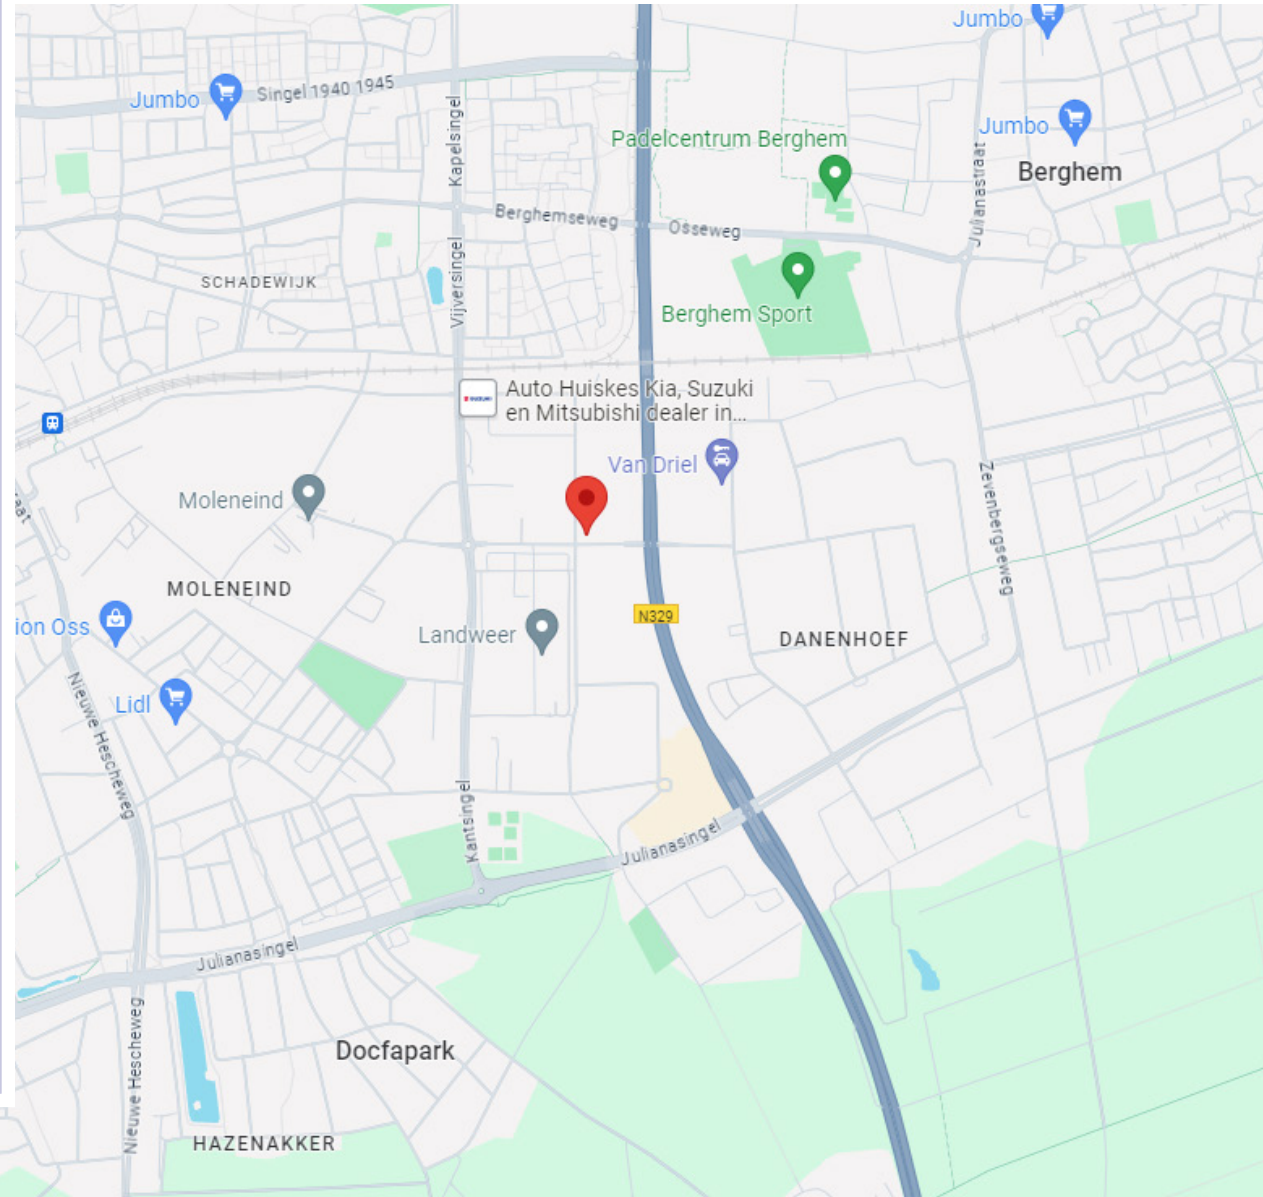 Jumbo
Jumbo
Singel 1940 1945
Kapelsingel
Padelcentrum Berghem
Jumbo
Julianastraat
Berghem
Berghemseweg
Osseweg
Vijversingel
SCHADEWIJK
Berghem Sport
Auto Huiskes Kia, Suzuki
en Mitsubishi dealer in...
Van Driel
Moleneind
Zevenbergseweg
raat
MOLENEIND
N329
ion Oss
Landweer
DANENHOEF
Lidl
Nieuwe Hescheweg
Kantsingel
Julianasingel
Julianasingel
Nieuwe Hescheweg
Docfapark
HAZENAKKER